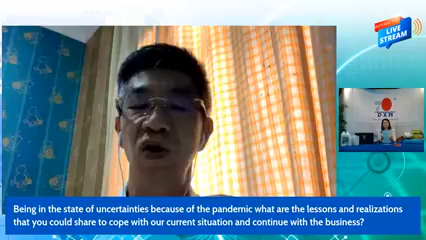 LIVE
STREAM
DXN
Being in the state of uncertainties because of the pandemic what are the lessons and realizations
that you could share to cope with our current situation and continue with the business?